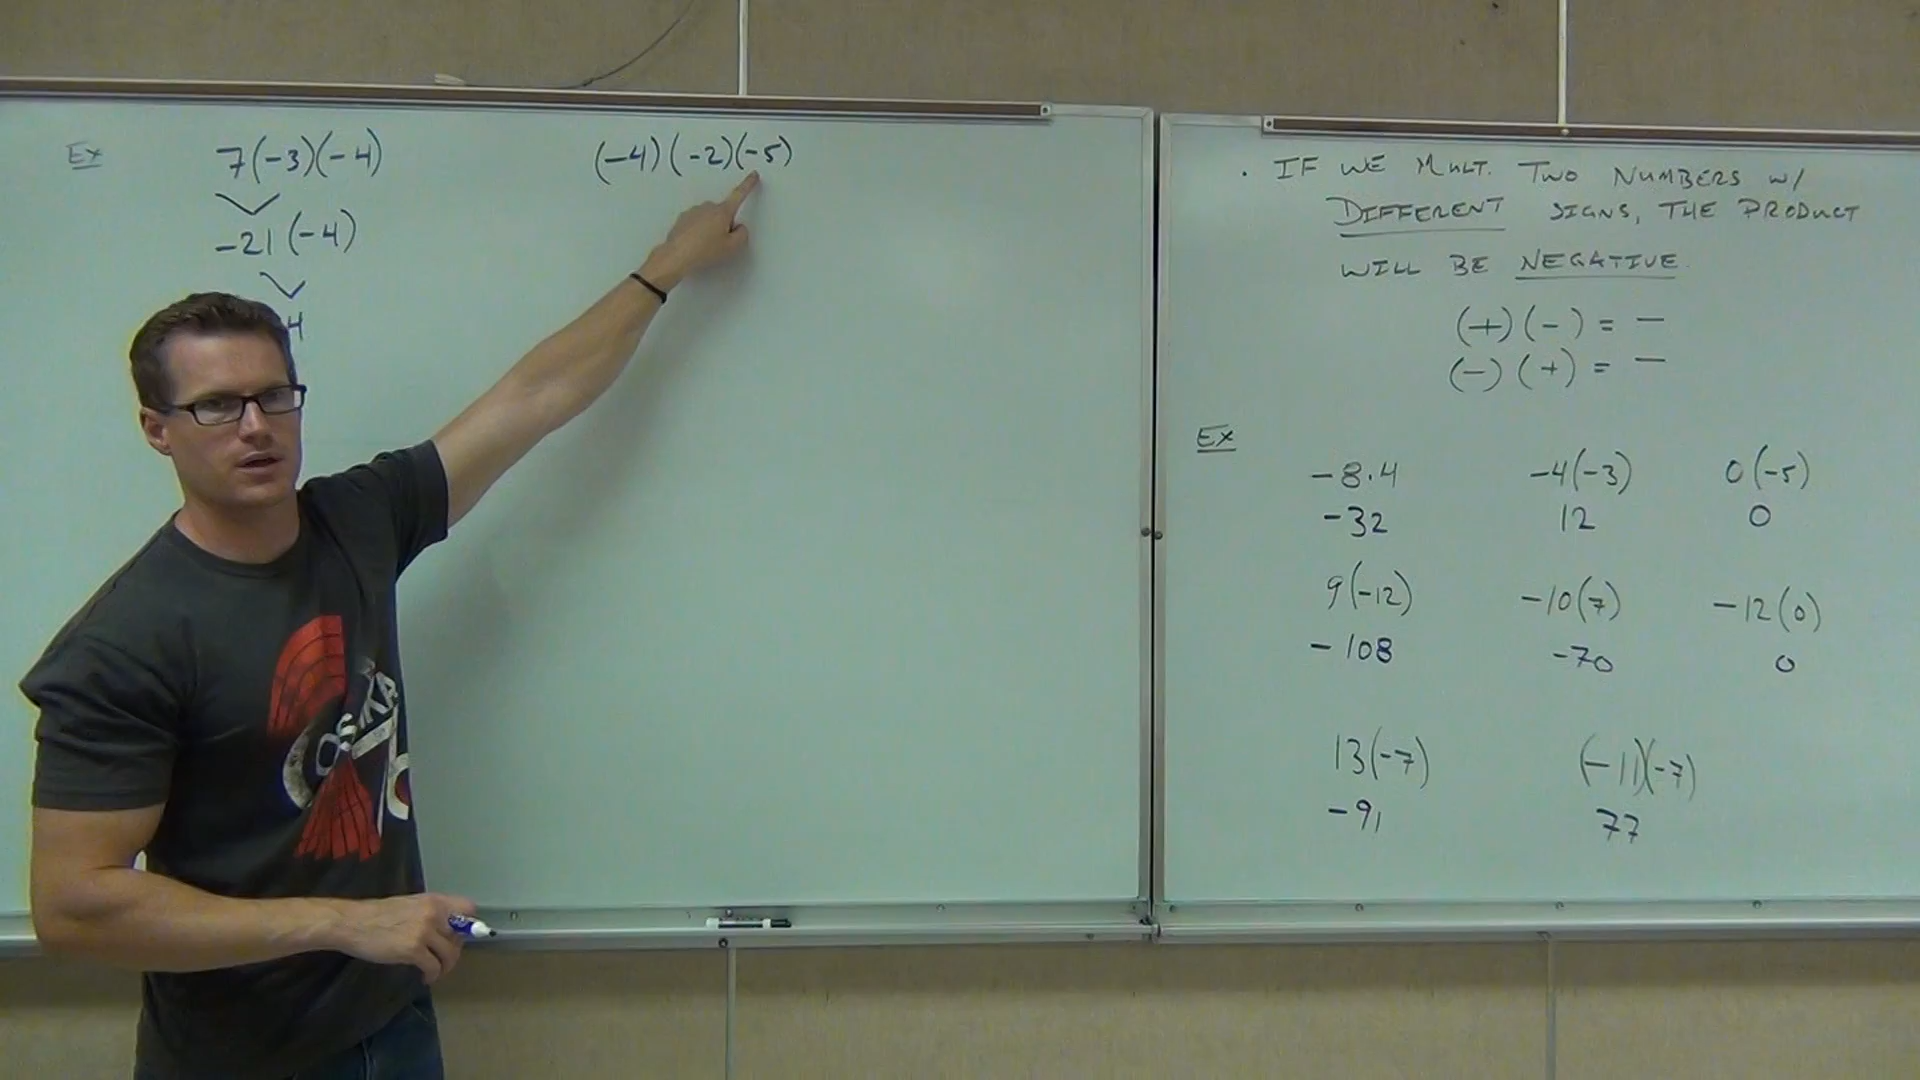 Ex
7(-3)(-4)
-21(-4)
4
(-4)(-2)(-5)
• IF WE MULT. TWO NUMBERS W/
DIFFERENT SIGNS, THE PRODUCT
WILL BE NEGATIVE.
(+)(-) = -
(-)(+) = -
Ex
-8·4 -4(-3) 0(-5)
-32 12 0
9(-12) -10(7) -12(0)
-108 -70 0
13(-7) (-11)(-7)
-91 77